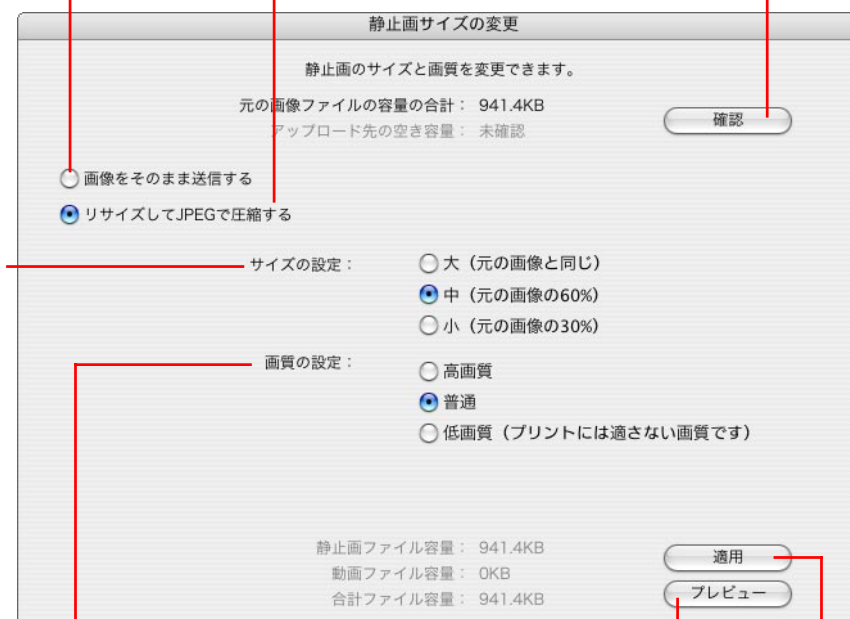 静止画サイズの変更
静止画のサイズと画質を変更できます。
元の画像ファイルの容量の合計： 941.4KB
確認
アップロード先の空き容量： 未確認
画像をそのまま送信する
リサイズしてJPEGで圧縮する
サイズの設定：
大（元の画像と同じ）
中（元の画像の60%）
小（元の画像の30%）
画質の設定：
高画質
普通
低画質（プリントには適さない画質です）
静止画ファイル容量： 941.4KB
動画ファイル容量： 0KB
合計ファイル容量： 941.4KB
適用
プレビュー